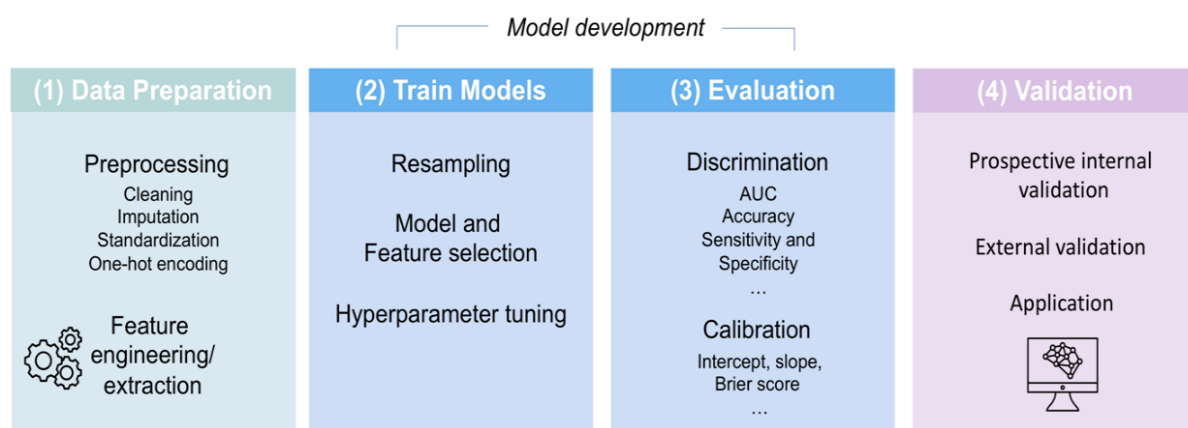 Model development
(1) Data Preparation
Preprocessing
Cleaning
Imputation
Standardization
One-hot encoding
Feature
engineering/
extraction
(2) Train Models
Resampling
Model and
Feature selection
Hyperparameter tuning
(3) Evaluation
Discrimination
AUC
Accuracy
Sensitivity and
Specificity
...
Calibration
Intercept, slope,
Brier score
...
(4) Validation
Prospective internal
validation
External validation
Application